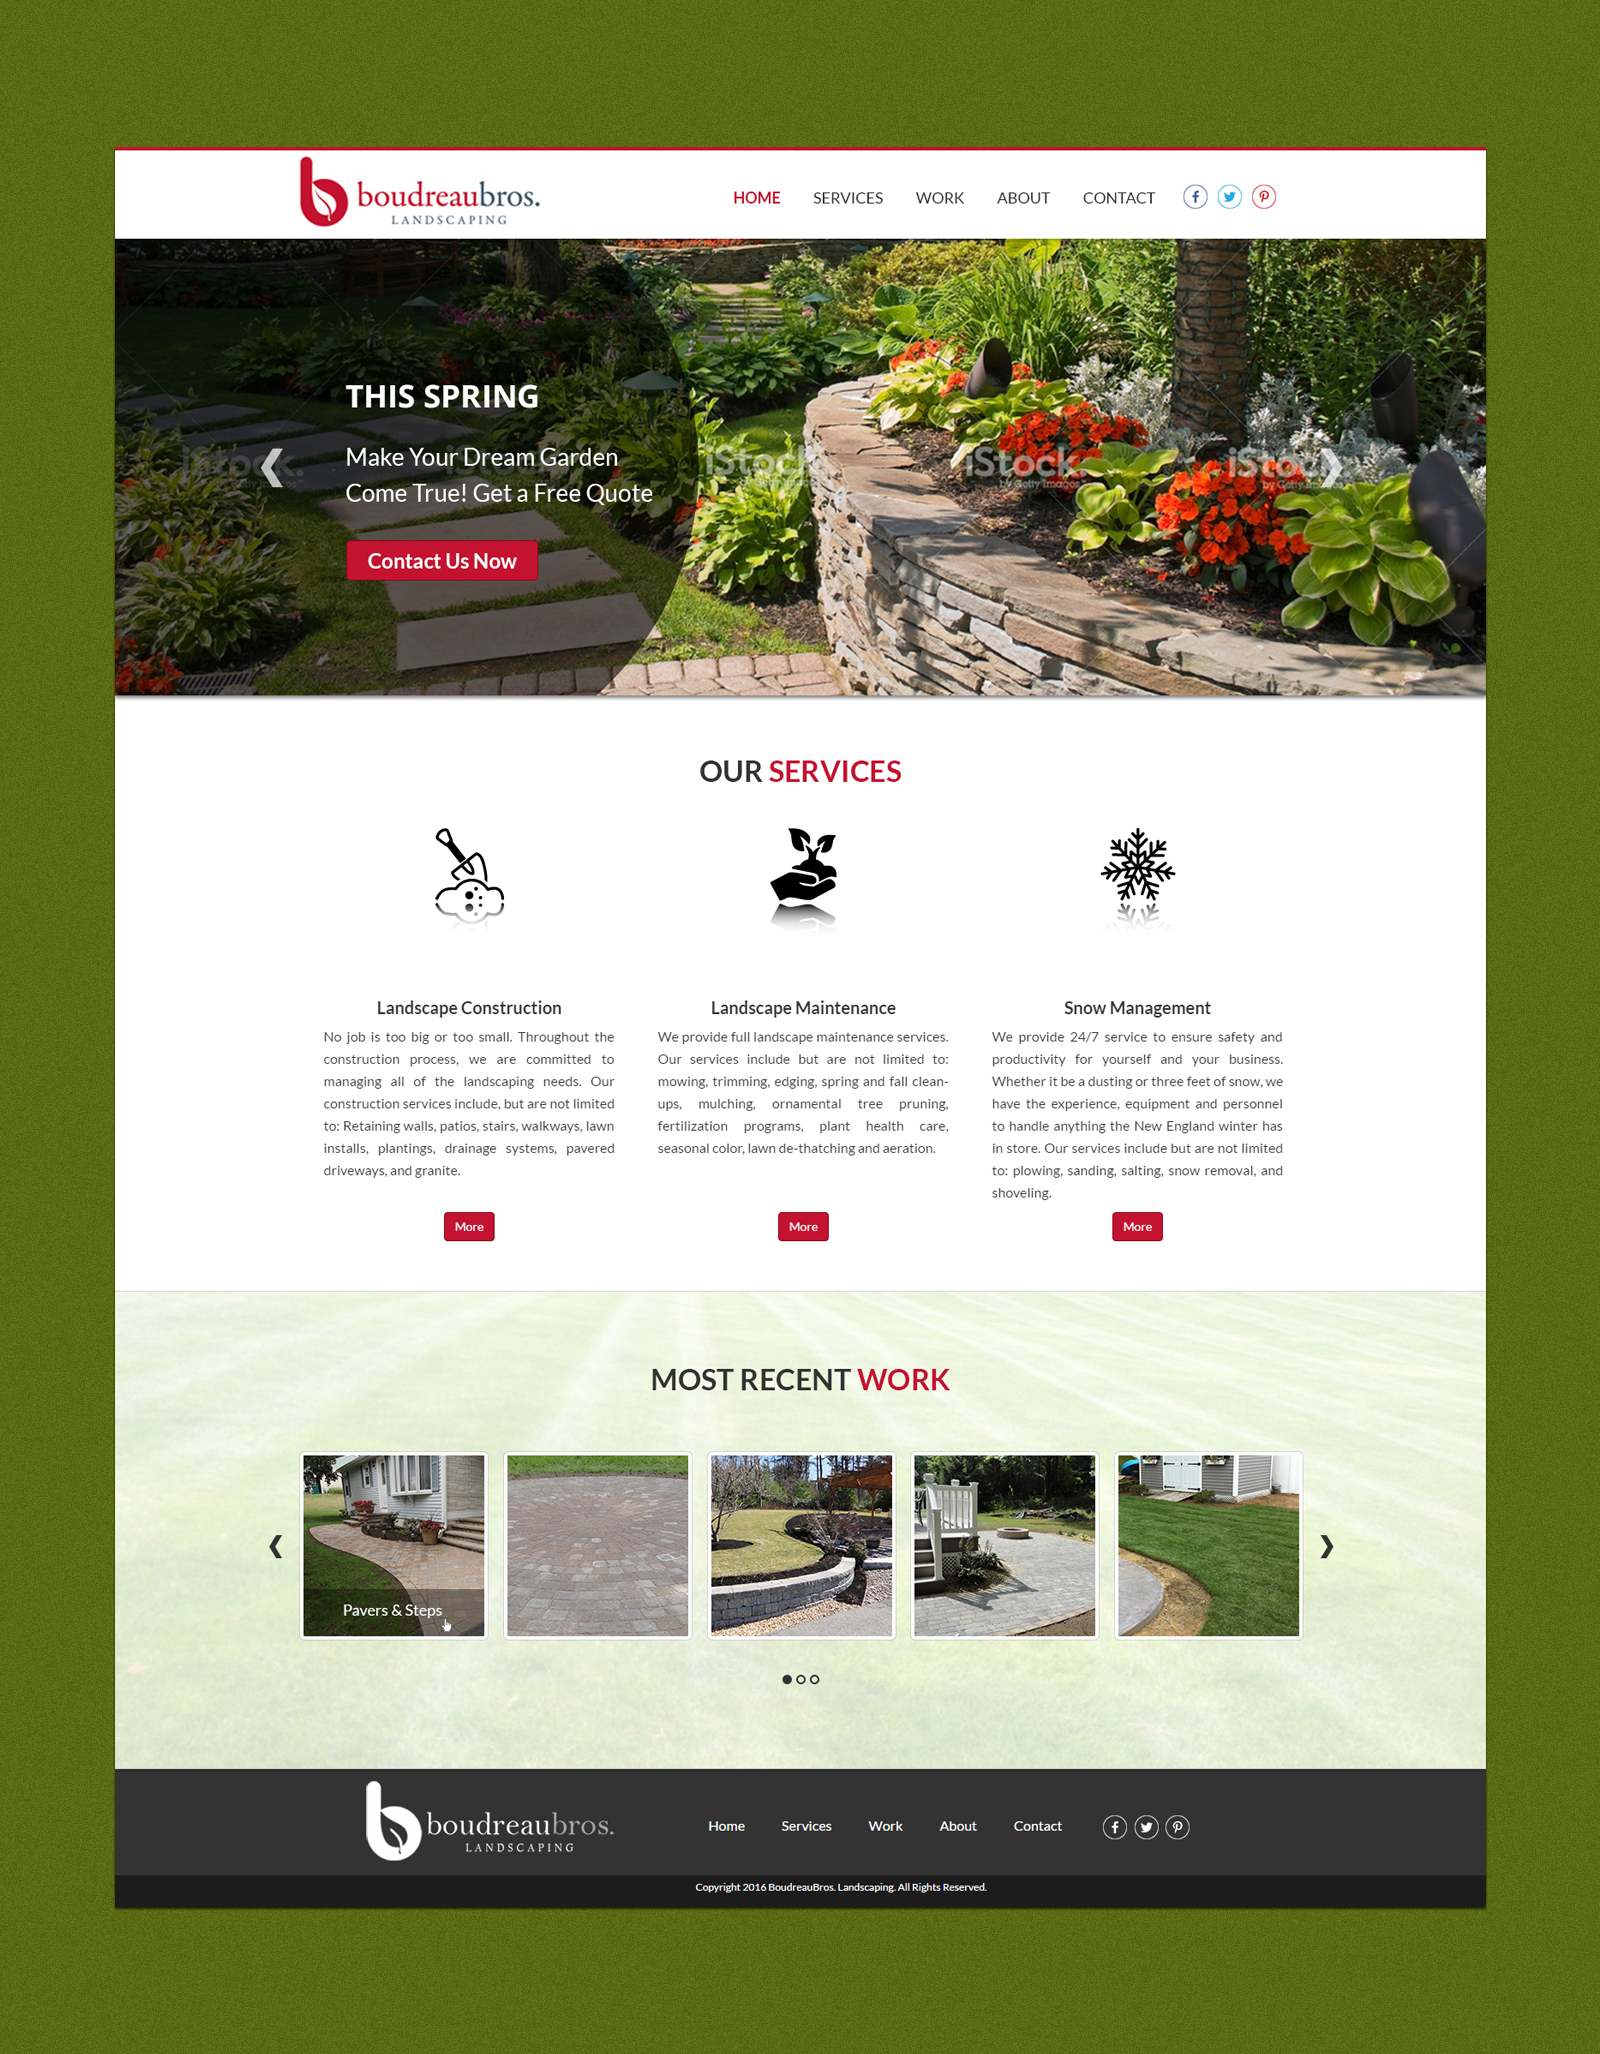 boudreaubros.
LANDSCAPING
HOME SERVICES WORK ABOUT CONTACT
THIS SPRING
Make Your Dream Garden
Come True! Get a Free Quote
iStock.
by Getty Images
iStock.
by Getty Images
iStock.
by Getty Images
iStock.
Contact Us Now
OUR SERVICES
Landscape Construction
No job is too big or too small. Throughout the
construction process, we are committed to
managing all of the landscaping needs. Our
construction services include, but are not limited
to: Retaining walls, patios, stairs, walkways, lawn
installs, plantings, drainage systems, pavered
driveways, and granite.
More
Landscape Maintenance
We provide full landscape maintenance services.
Our services include but are not limited to:
mowing, trimming, edging, spring and fall clean-
ups, mulching, ornamental tree pruning,
fertilization programs, plant health care,
seasonal color, lawn de-thatching and aeration.
More
Snow Management
We provide 24/7 service to ensure safety and
productivity for yourself and your business.
Whether it be a dusting or three feet of snow, we
have the experience, equipment and personnel
to handle anything the New England winter has
in store. Our services include but are not limited
to: plowing, sanding, salting, snow removal, and
shoveling.
More
MOST RECENT WORK
Pavers & Steps
boudreaubros.
LANDSCAPING
Home Services Work About Contact
Copyright 2016 BoudreauBros. Landscaping. All Rights Reserved.